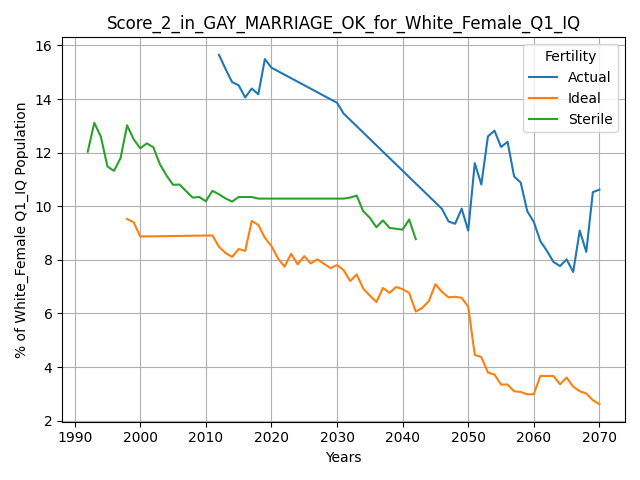 Score_2_in_GAY_MARRIAGE_OK_for_White_Female_Q1_IQ
% of White_Female Q1_IQ Population
16
14
12
10
8
6
4
2
Fertility
Actual
Ideal
Sterile
1990 2000 2010 2020 2030 2040 2050 2060 2070
Years